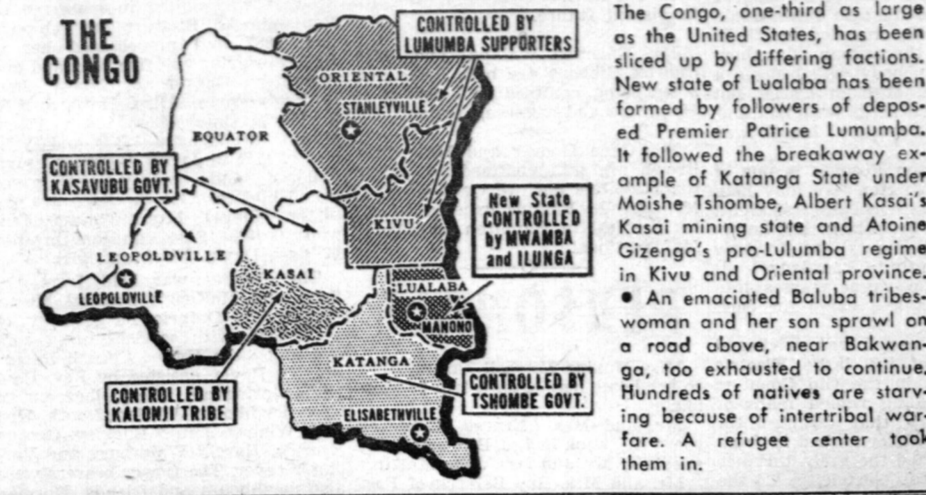 THE
CONGO
CONTROLLED BY
LUMUMBA SUPPORTERS
ORIENTAL
STANLEYVILLE
EQUATOR
CONTROLLED BY
KASAVUBU GOVT.
KIVU
New State
CONTROLLED
by MWAMBA
and ILUNGA
LEOPOLDVILLE
LEOPOLDVILLE
KASAI
LUALABA
MANONO
KATANGA
CONTROLLED BY
KALONJI TRIBE
CONTROLLED BY
TSHOMBE GOVT.
ELISABETHVILLE
The Congo, one-third as large
as the United States, has been
sliced up by differing factions.
New state of Lualaba has been
formed by followers of depos-
ed Premier Patrice Lumumba.
It followed the breakaway ex-
ample of Katanga State under
Moishe Tshombe, Albert Kasai's
Kasai mining state and Atoine
Gizenga's pro-Lulumba regime
in Kivu and Oriental province.
● An emaciated Baluba tribes-
woman and her son sprawl on
a road above, near Bakwan-
ga, too exhausted to continue.
Hundreds of natives are starv-
ing because of intertribal war-
fare. A refugee center took
them in.